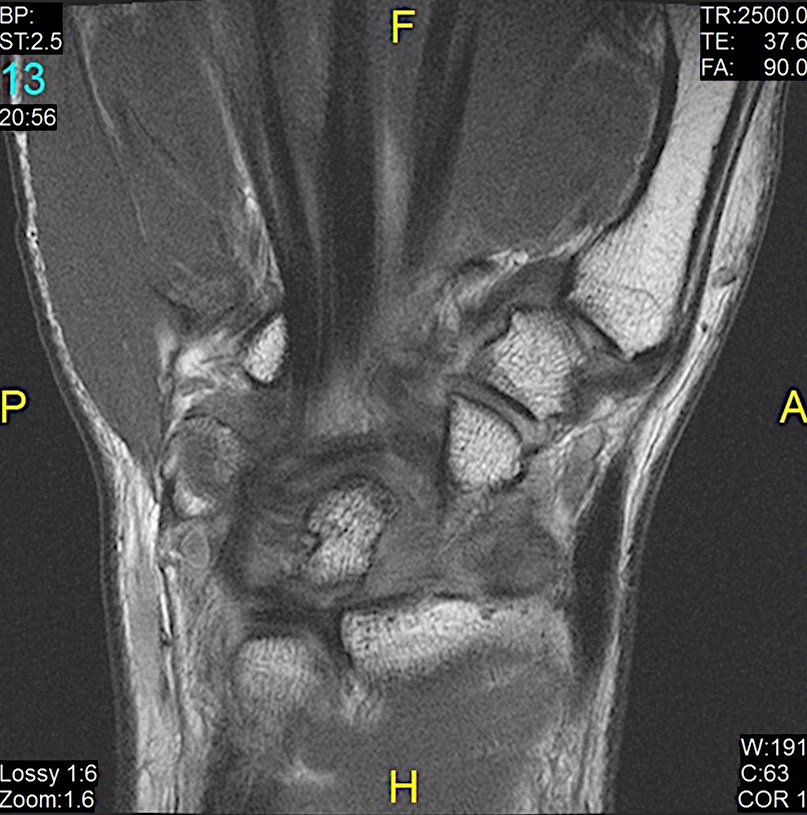 BP:
ST:2.5
13
20:56
F
TR:2500.0
TE: 37.6
FA: 90.0
P
A
Lossy 1:6
Zoom:1.6
H
W:191
C:63
COR 1